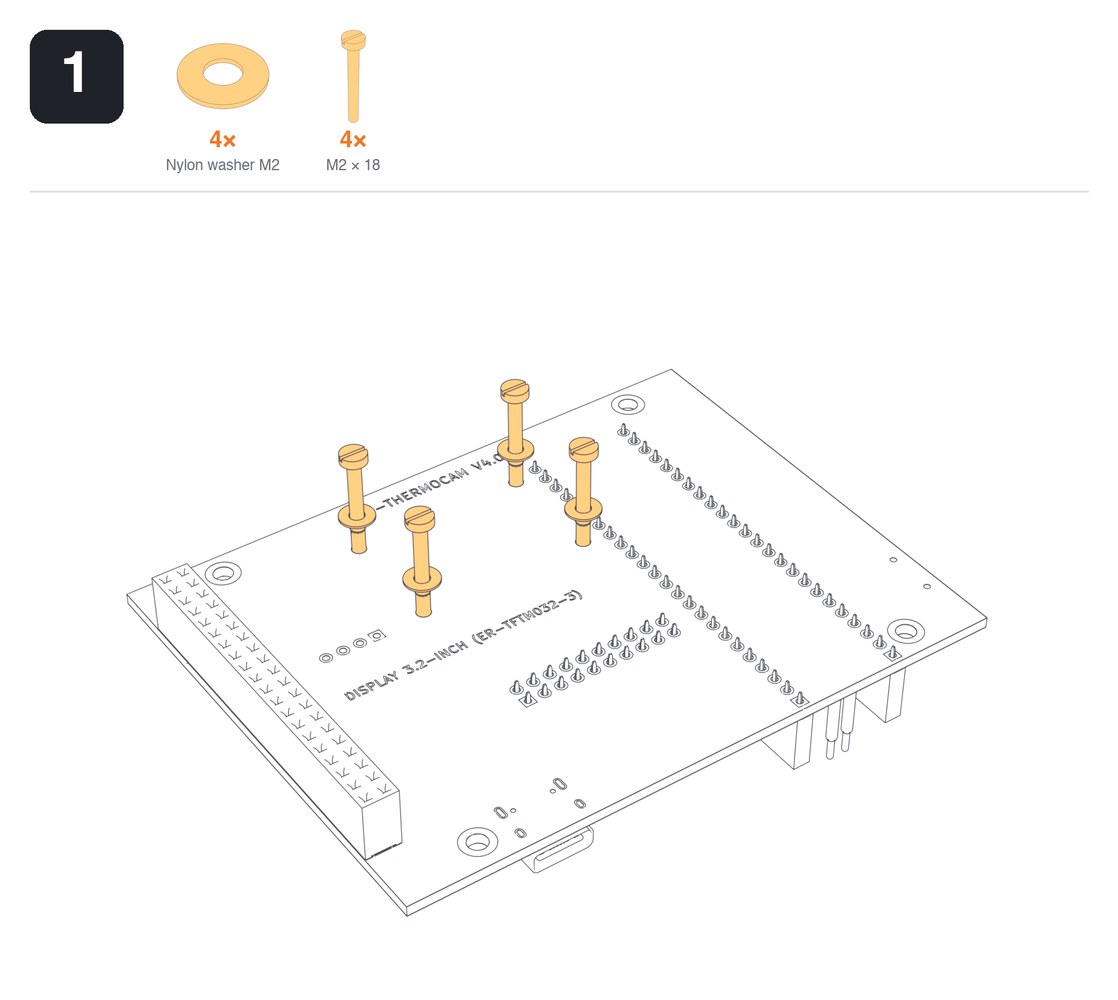 1
4×
4×
Nylon washer M2
M2 × 18
–THERMOCAM V4.0
DISPLAY 3.2–INCH (ER–TFTM032–3)